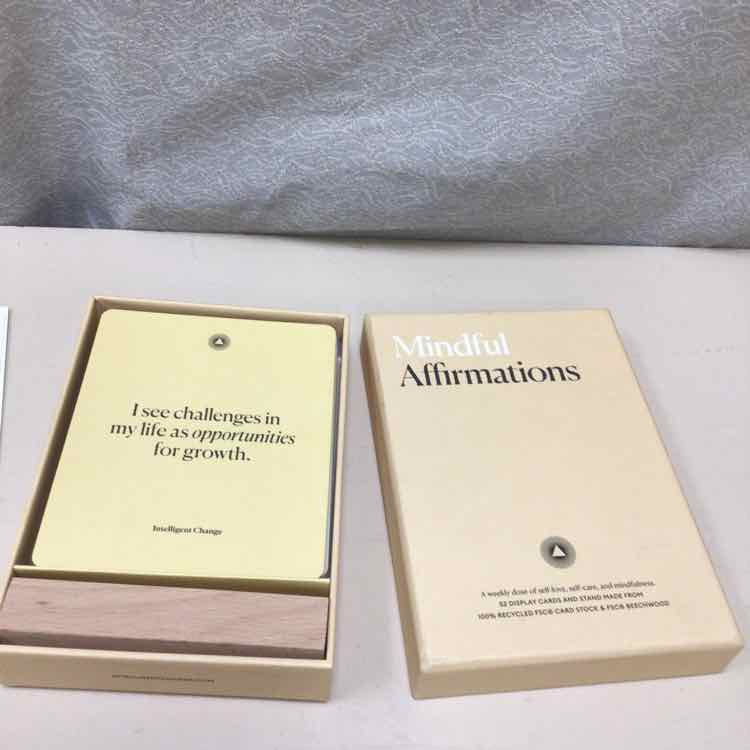 I see challenges in
my life as opportunities
for growth.
Intelligent Change
Mindful
Affirmations
A weekly dose of self-love, self-care, and mindfulness.
52 DISPLAY CARDS AND STAND MADE FROM
100% RECYCLED FSC® CARD STOCK & FSC® BEECHWOOD